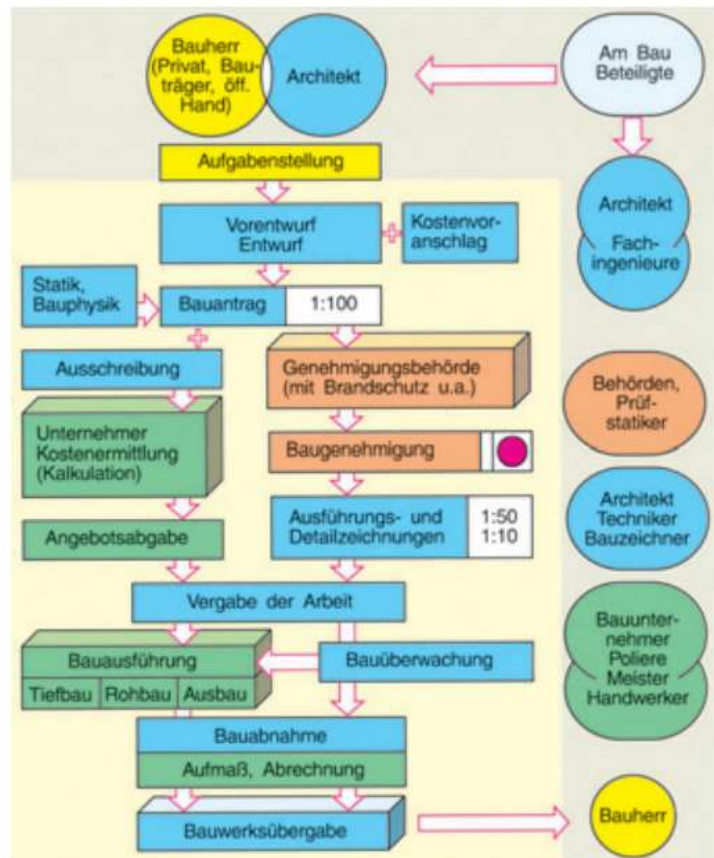 Bauherr
(Privat, Bau-
träger, öff.
Hand)
Architekt
Am Bau
Beteiligte
Aufgabenstellung
Architekt
Fach-
ingenieure
Vorentwurf
Entwurf
Kostenvor-
anschlag
Statik,
Bauphysik
Bauantrag
1:100
Ausschreibung
Genehmigungsbehörde
(mit Brandschutz u.a.)
Behörden,
Prüf-
statiker
Unternehmer
Kostenermittlung
(Kalkulation)
Baugenehmigung
Angebotsabgabe
Ausführungs- und
Detailzeichnungen
1:50
1:10
Architekt
Techniker
Bauzeichner
Vergabe der Arbeit
Bauausführung
Tiefbau
Rohbau
Ausbau
Bauüberwachung
Bauunter-
nehmer
Poliere
Meister
Handwerker
Bauabnahme
Aufmaß, Abrechnung
Bauwerksübergabe
Bauherr